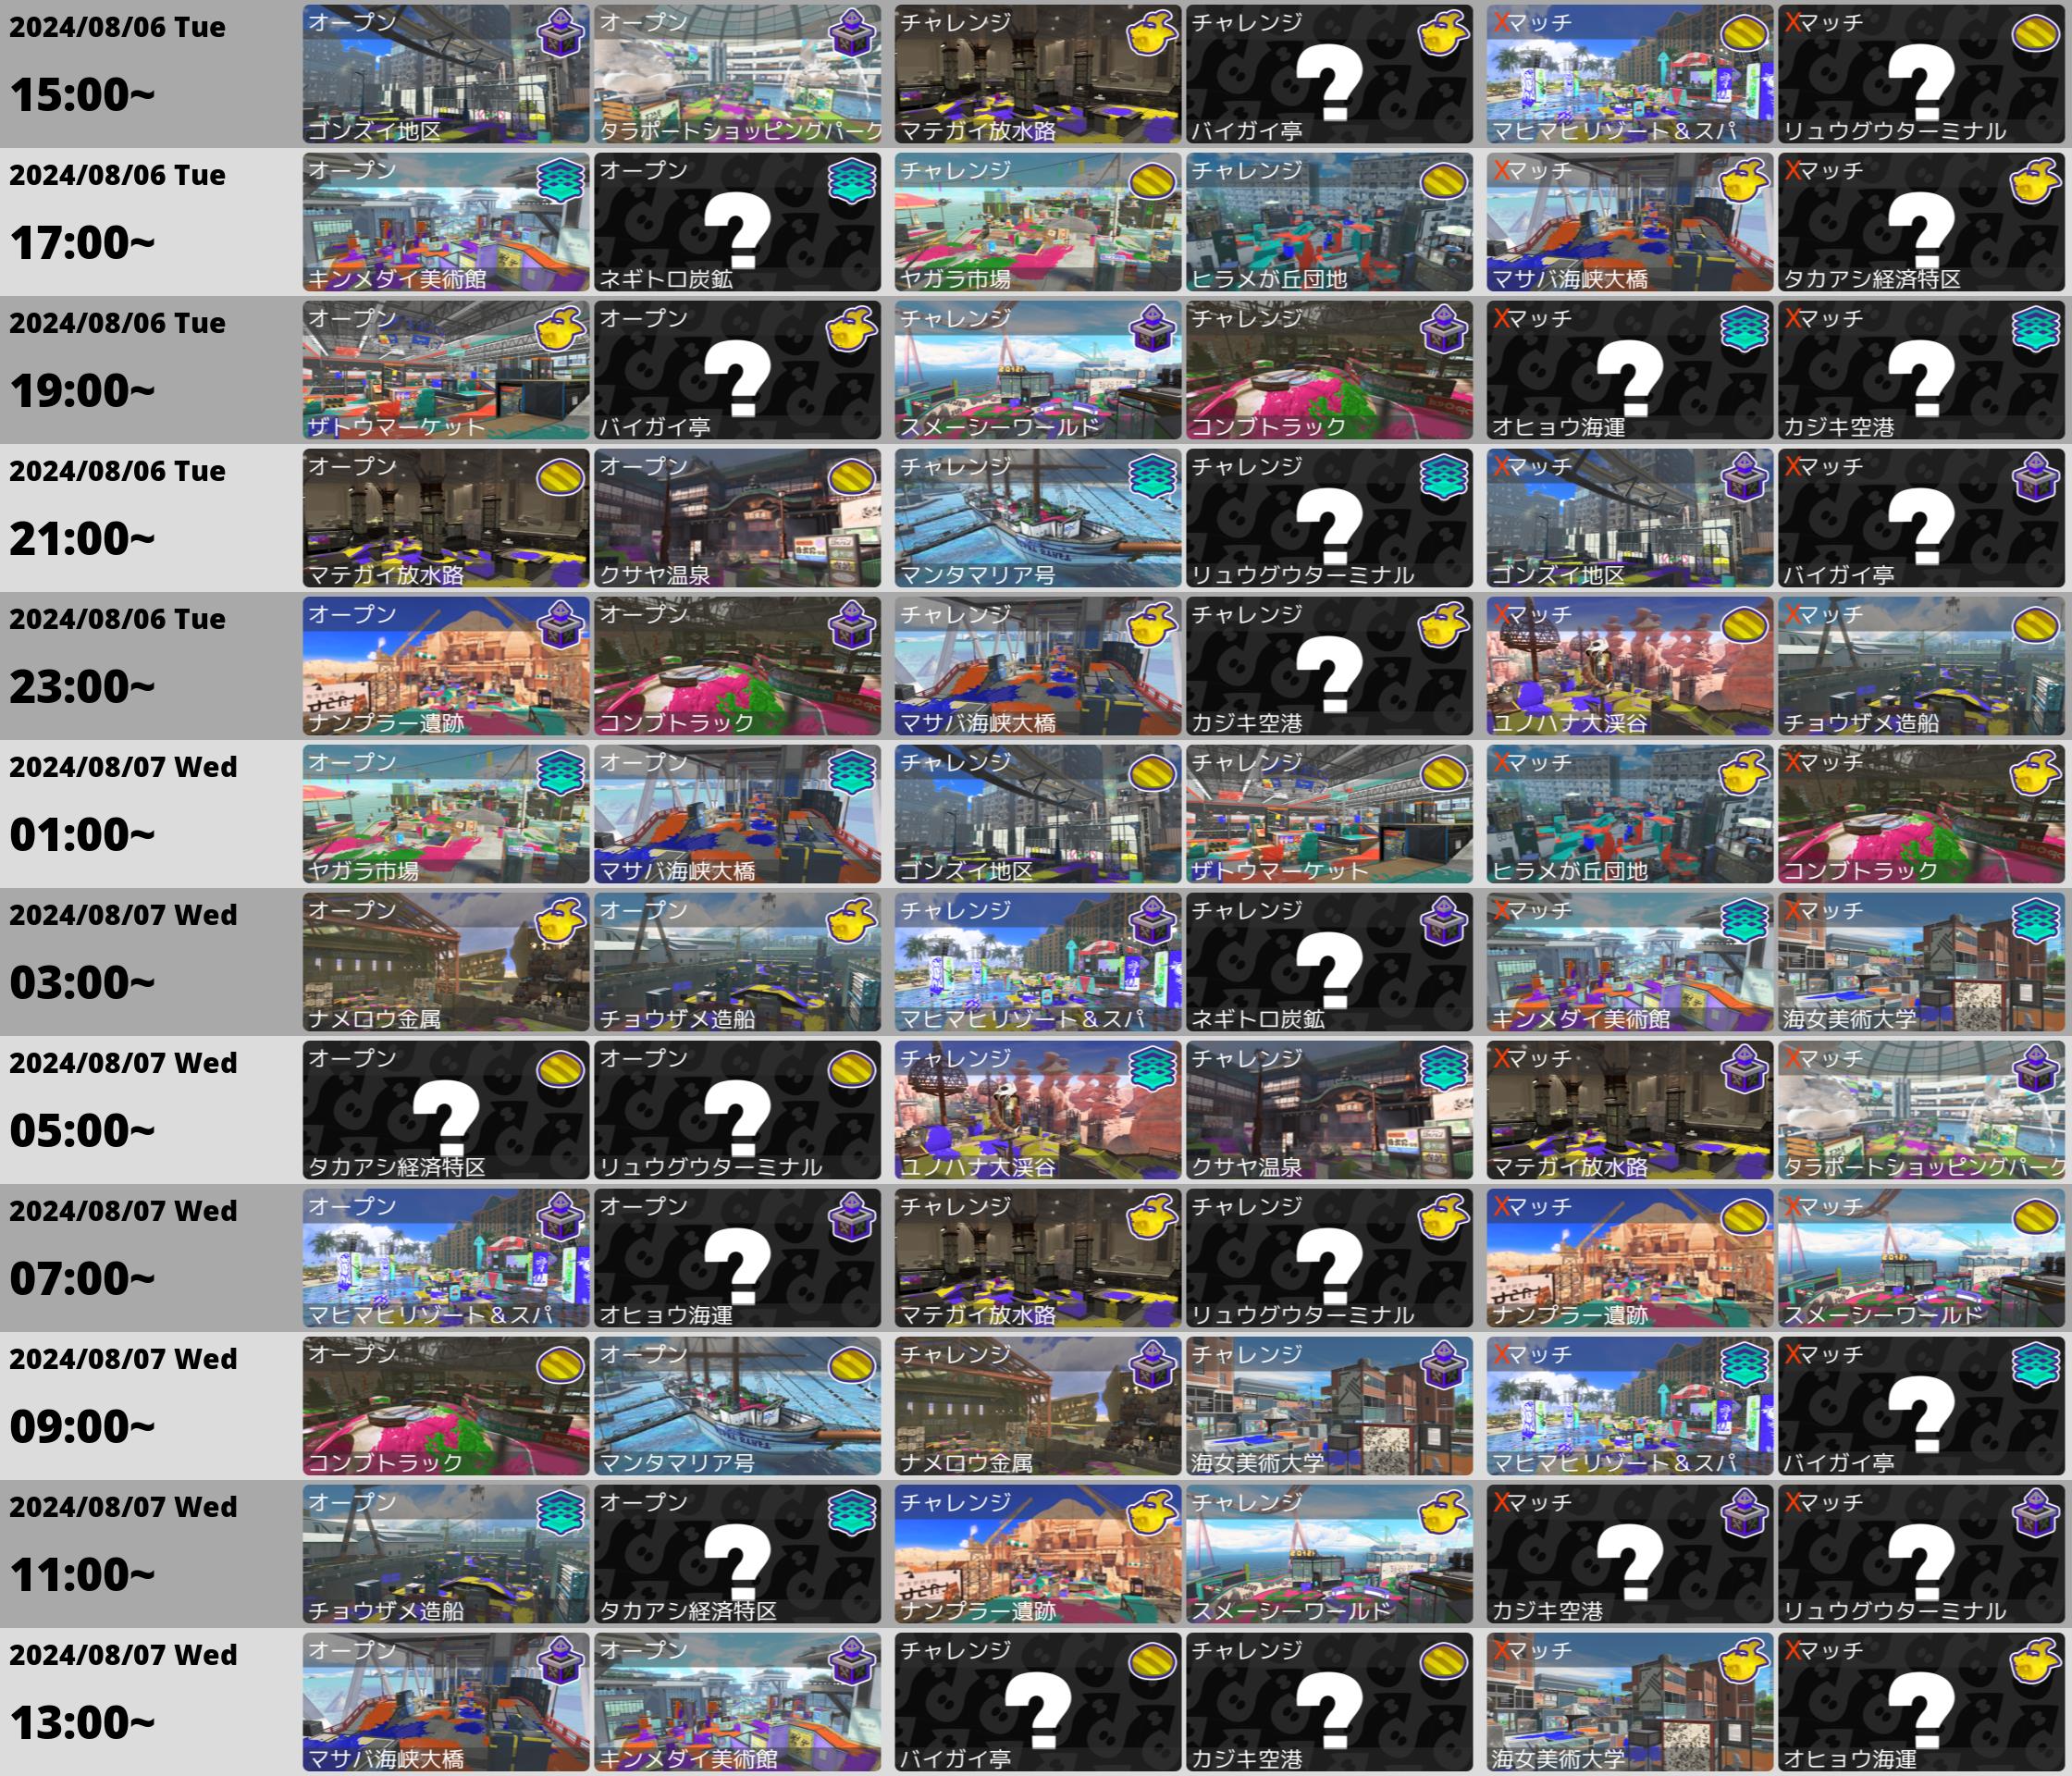 2024/08/06 Tue
15:00~
オープン
ゴンズイ地区
オープン
タラポートショッピングパーク
チャレンジ
マテガイ放水路
チャレンジ
バイガイ亭
Xマッチ
マヒマヒリゾート＆スパ
Xマッチ
リュウグウターミナル
2024/08/06 Tue
17:00~
オープン
キンメダイ美術館
オープン
ネギトロ炭鉱
チャレンジ
ヤガラ市場
チャレンジ
ヒラメが丘団地
Xマッチ
マサバ海峡大橋
Xマッチ
タカアシ経済特区
2024/08/06 Tue
19:00~
オープン
ザトウマーケット
オープン
バイガイ亭
チャレンジ
スメーシーワールド
チャレンジ
コンブトラック
Xマッチ
オヒョウ海運
Xマッチ
カジキ空港
2024/08/06 Tue
21:00~
オープン
マテガイ放水路
オープン
クサヤ温泉
チャレンジ
マンタマリア号
チャレンジ
リュウグウターミナル
Xマッチ
ゴンズイ地区
Xマッチ
バイガイ亭
2024/08/06 Tue
23:00~
オープン
ナンプラー遺跡
オープン
コンブトラック
チャレンジ
マサバ海峡大橋
チャレンジ
カジキ空港
Xマッチ
ユノハナ大渓谷
Xマッチ
チョウザメ造船
2024/08/07 Wed
01:00~
オープン
ヤガラ市場
オープン
マサバ海峡大橋
チャレンジ
ゴンズイ地区
チャレンジ
ザトウマーケット
Xマッチ
ヒラメが丘団地
Xマッチ
コンブトラック
2024/08/07 Wed
03:00~
オープン
ナメロウ金属
オープン
チョウザメ造船
チャレンジ
マヒマヒリゾート＆スパ
チャレンジ
ネギトロ炭鉱
Xマッチ
キンメダイ美術館
Xマッチ
海女美術大学
2024/08/07 Wed
05:00~
オープン
タカアシ経済特区
オープン
リュウグウターミナル
チャレンジ
ユノハナ大渓谷
チャレンジ
クサヤ温泉
Xマッチ
マテガイ放水路
Xマッチ
タラポートショッピングパーク
2024/08/07 Wed
07:00~
オープン
マヒマヒリゾート＆スパ
オープン
オヒョウ海運
チャレンジ
マテガイ放水路
チャレンジ
リュウグウターミナル
Xマッチ
ナンプラー遺跡
Xマッチ
スメーシーワールド
2024/08/07 Wed
09:00~
オープン
コンブトラック
オープン
マンタマリア号
チャレンジ
ナメロウ金属
チャレンジ
海女美術大学
Xマッチ
マヒマヒリゾート＆スパ
Xマッチ
バイガイ亭
2024/08/07 Wed
11:00~
オープン
チョウザメ造船
オープン
タカアシ経済特区
チャレンジ
ナンプラー遺跡
チャレンジ
スメーシーワールド
Xマッチ
カジキ空港
Xマッチ
リュウグウターミナル
2024/08/07 Wed
13:00~
オープン
マサバ海峡大橋
オープン
キンメダイ美術館
チャレンジ
バイガイ亭
チャレンジ
カジキ空港
Xマッチ
海女美術大学
Xマッチ
オヒョウ海運